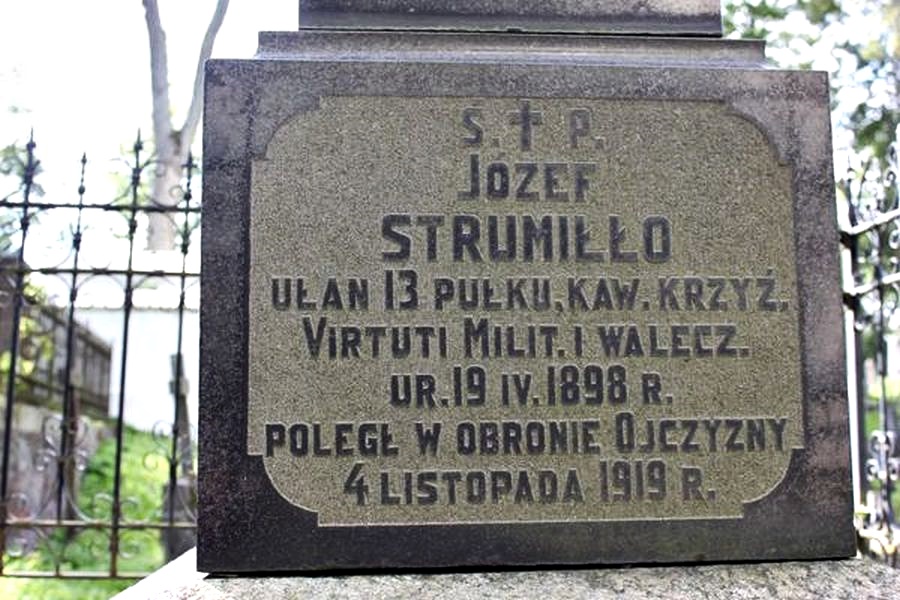 S. † P.
JOZEF
STRUMIŁŁO
UŁAN 13 PUŁKU, KAW. KRZYŻ.
VIRTUTI MILIT. I WALECZ.
UR. 19 IV. 1898 R.
POLEGŁ W OBRONIE OJCZYZNY
4 LISTOPADA 1919 R.